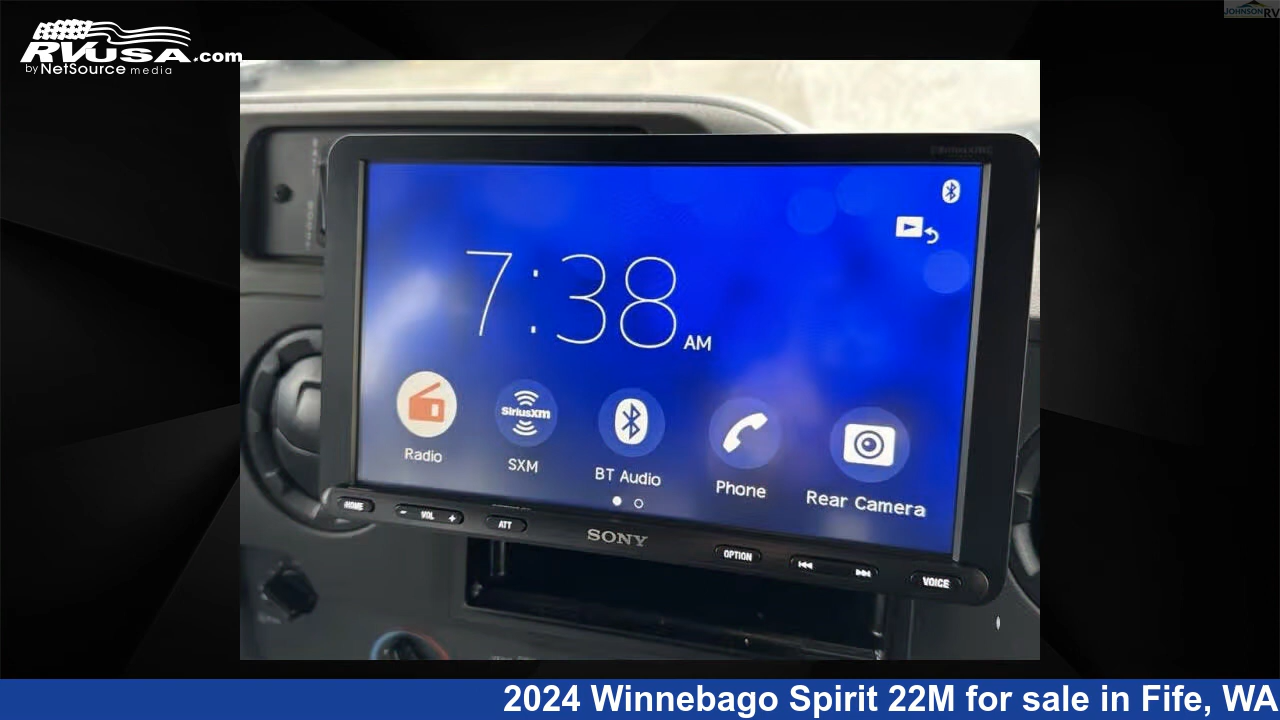 JOHNSON RV
RVUSA.com
by NetSource media
7:38 AM
SiriusXm
Radio
SXM
BT Audio
Phone
Rear Camera
HOME
- VOL +
ATT
SONY
OPTION
VOICE
2024 Winnebago Spirit 22M for sale in Fife, WA